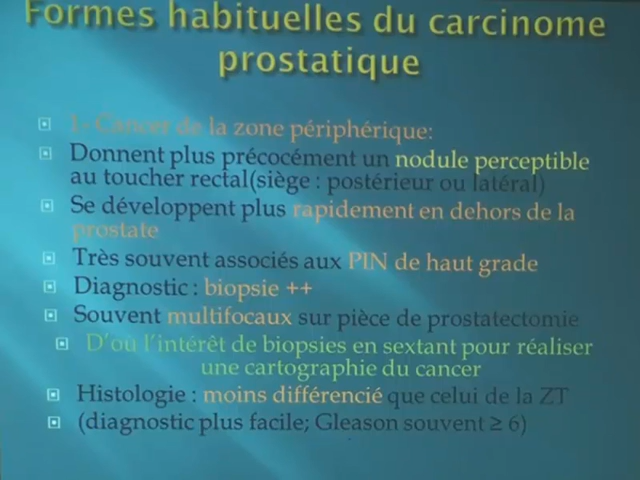 Formes habituelles du carcinome
prostatique
1- Cancer de la zone périphérique:
Donnent plus précocément un nodule perceptible
au toucher rectal(siège : postérieur ou latéral)
Se développent plus rapidement en dehors de la
prostate
Très souvent associés aux PIN de haut grade
Diagnostic : biopsie ++
Souvent multifocaux sur pièce de prostatectomie
D'où l'intérêt de biopsies en sextant pour réaliser
une cartographie du cancer
Histologie : moins différencié que celui de la ZT
(diagnostic plus facile; Gleason souvent ≥ 6)